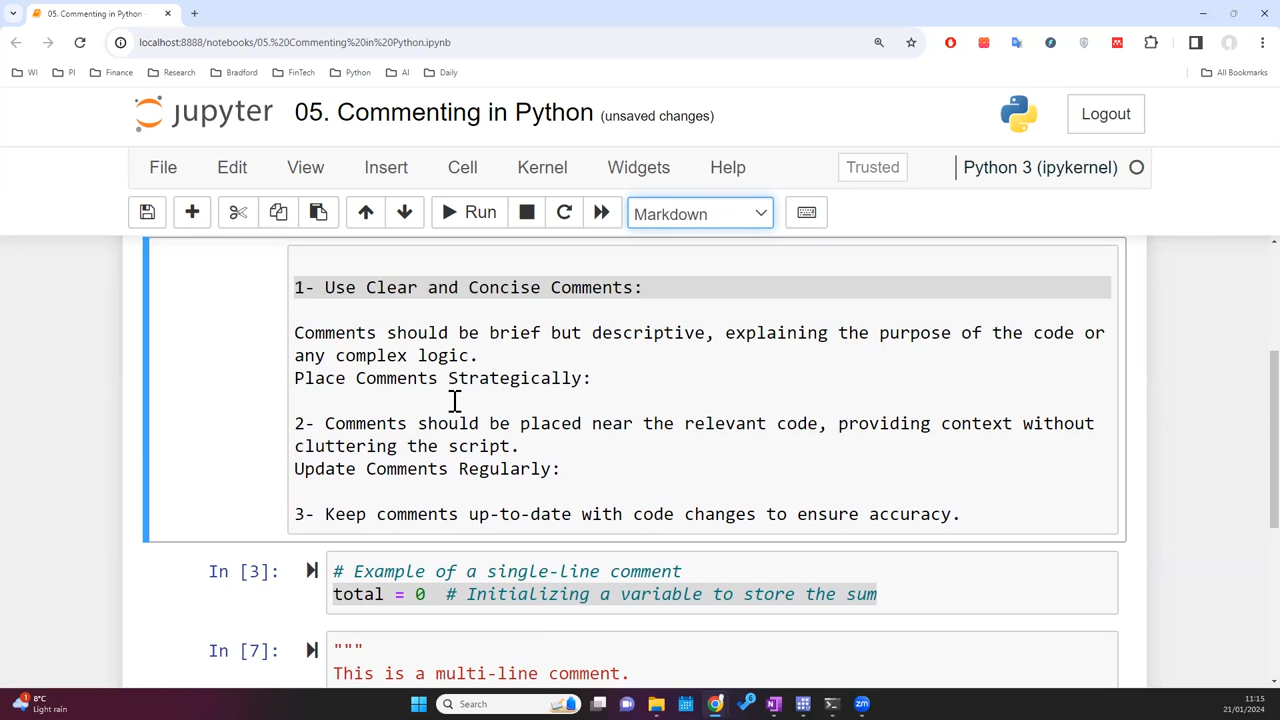 05. Commenting in Python -
localhost:8888/notebooks/05.%20Commenting%20in%20Python.ipynb
WI PI Finance Research Bradford FinTech Python AI Daily All Bookmarks
jupyter 05. Commenting in Python (unsaved changes) Logout
File Edit View Insert Cell Kernel Widgets Help Trusted Python 3 (ipykernel)
Run Markdown
1- Use Clear and Concise Comments:
Comments should be brief but descriptive, explaining the purpose of the code or
any complex logic.
Place Comments Strategically:
2- Comments should be placed near the relevant code, providing context without
cluttering the script.
Update Comments Regularly:
3- Keep comments up-to-date with code changes to ensure accuracy.
In [3]: # Example of a single-line comment
total = 0  # Initializing a variable to store the sum
In [7]: """
This is a multi-line comment.
8°C
Light rain
Search
11:15
21/01/2024